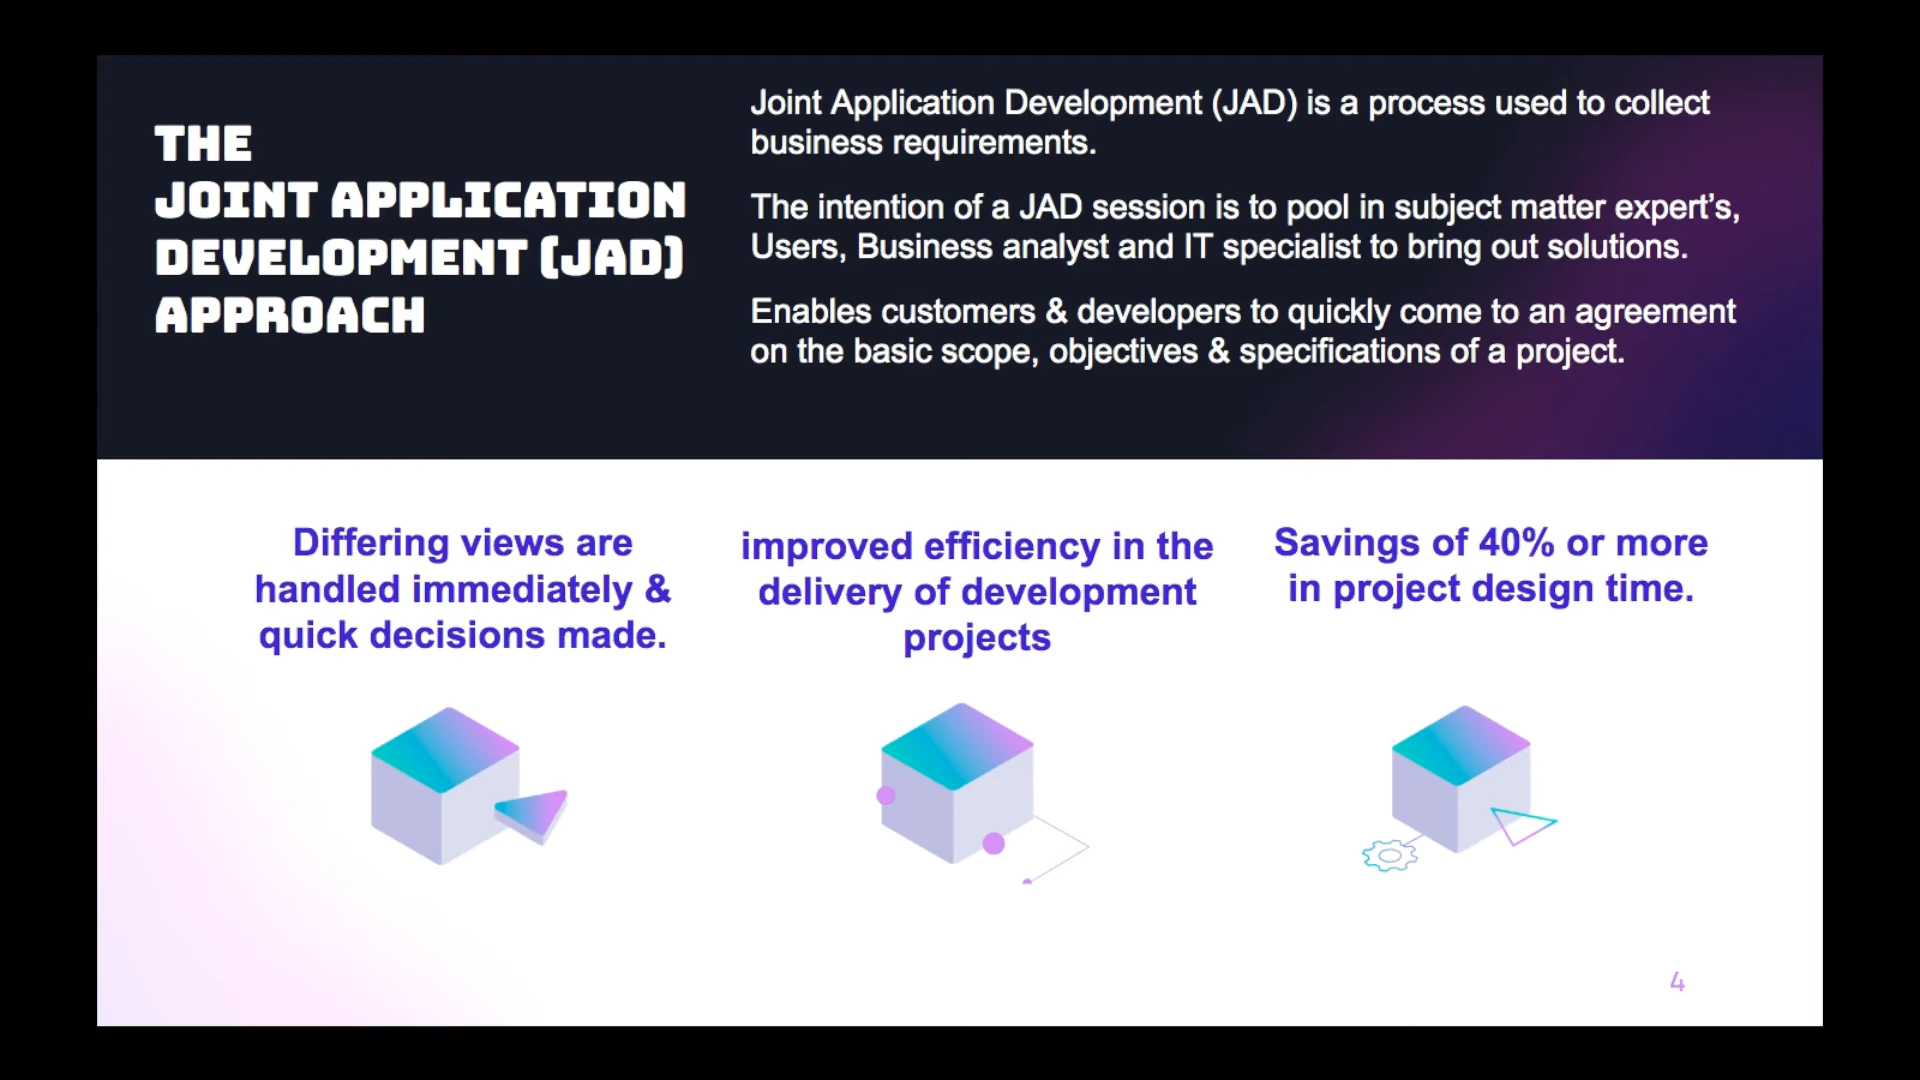 THE
JOINT APPLICATION
DEVELOPMENT (JAD)
APPROACH
Joint Application Development (JAD) is a process used to collect
business requirements.
The intention of a JAD session is to pool in subject matter expert’s,
Users, Business analyst and IT specialist to bring out solutions.
Enables customers & developers to quickly come to an agreement
on the basic scope, objectives & specifications of a project.
Differing views are
handled immediately &
quick decisions made.
improved efficiency in the
delivery of development
projects
Savings of 40% or more
in project design time.
4